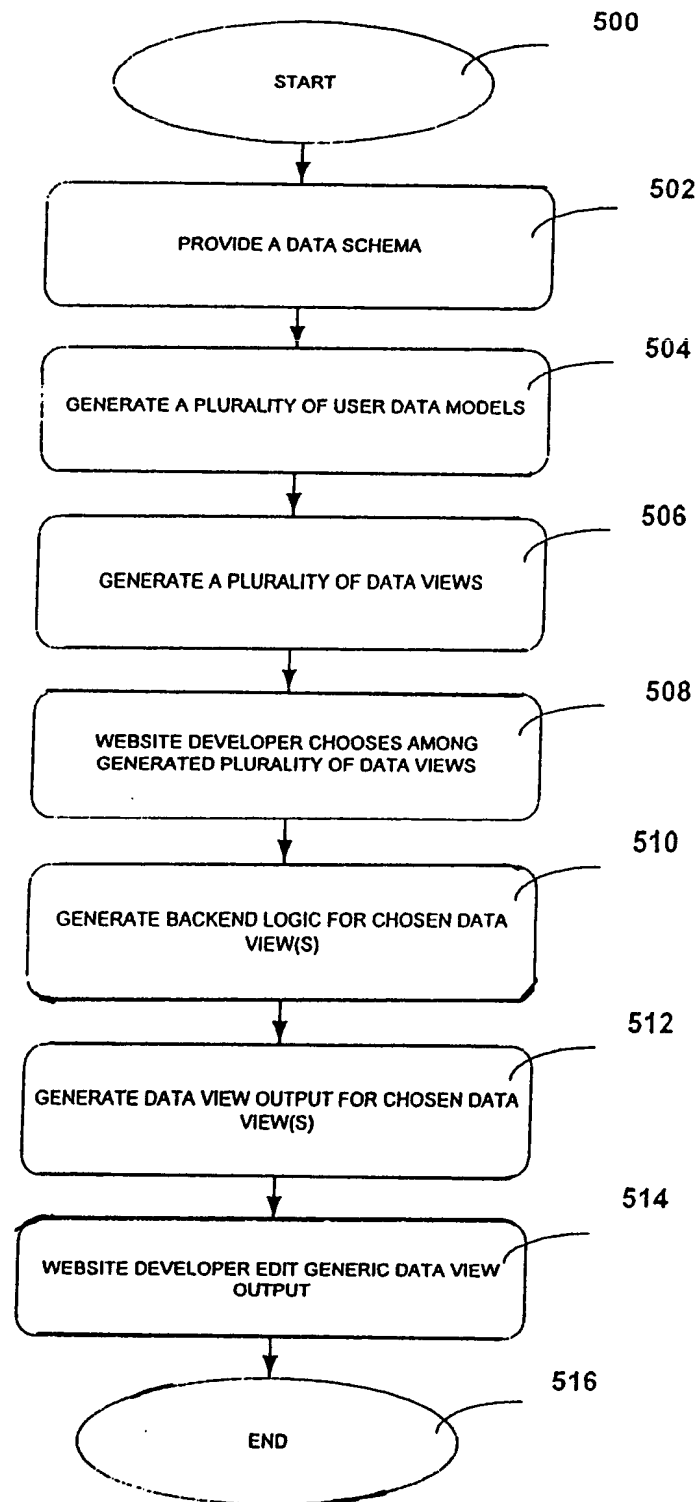 500
START
502
PROVIDE A DATA SCHEMA
504
GENERATE A PLURALITY OF USER DATA MODELS
506
GENERATE A PLURALITY OF DATA VIEWS
508
WEBSITE DEVELOPER CHOOSES AMONG
GENERATED PLURALITY OF DATA VIEWS
510
GENERATE BACKEND LOGIC FOR CHOSEN DATA
VIEW(S)
512
GENERATE DATA VIEW OUTPUT FOR CHOSEN DATA
VIEW(S)
514
WEBSITE DEVELOPER EDIT GENERIC DATA VIEW
OUTPUT
516
END